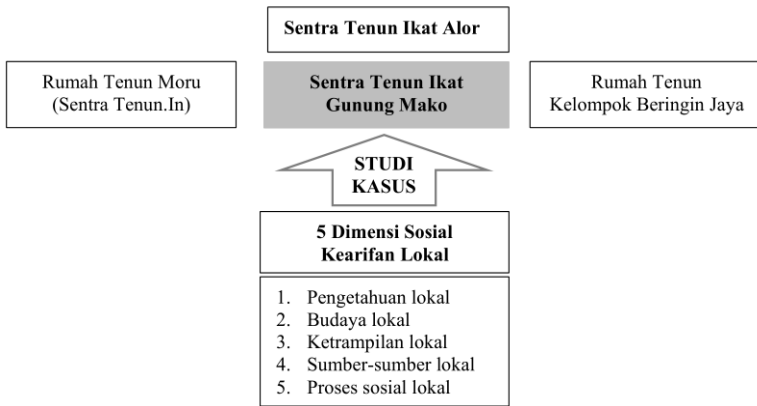 Sentra Tenun Ikat Alor
Rumah Tenun Moru
(Sentra Tenun.In)
Sentra Tenun Ikat
Gunung Mako
Rumah Tenun
Kelompok Beringin Jaya
STUDI
KASUS
5 Dimensi Sosial
Kearifan Lokal
1. Pengetahuan lokal
2. Budaya lokal
3. Ketrampilan lokal
4. Sumber-sumber lokal
5. Proses sosial lokal